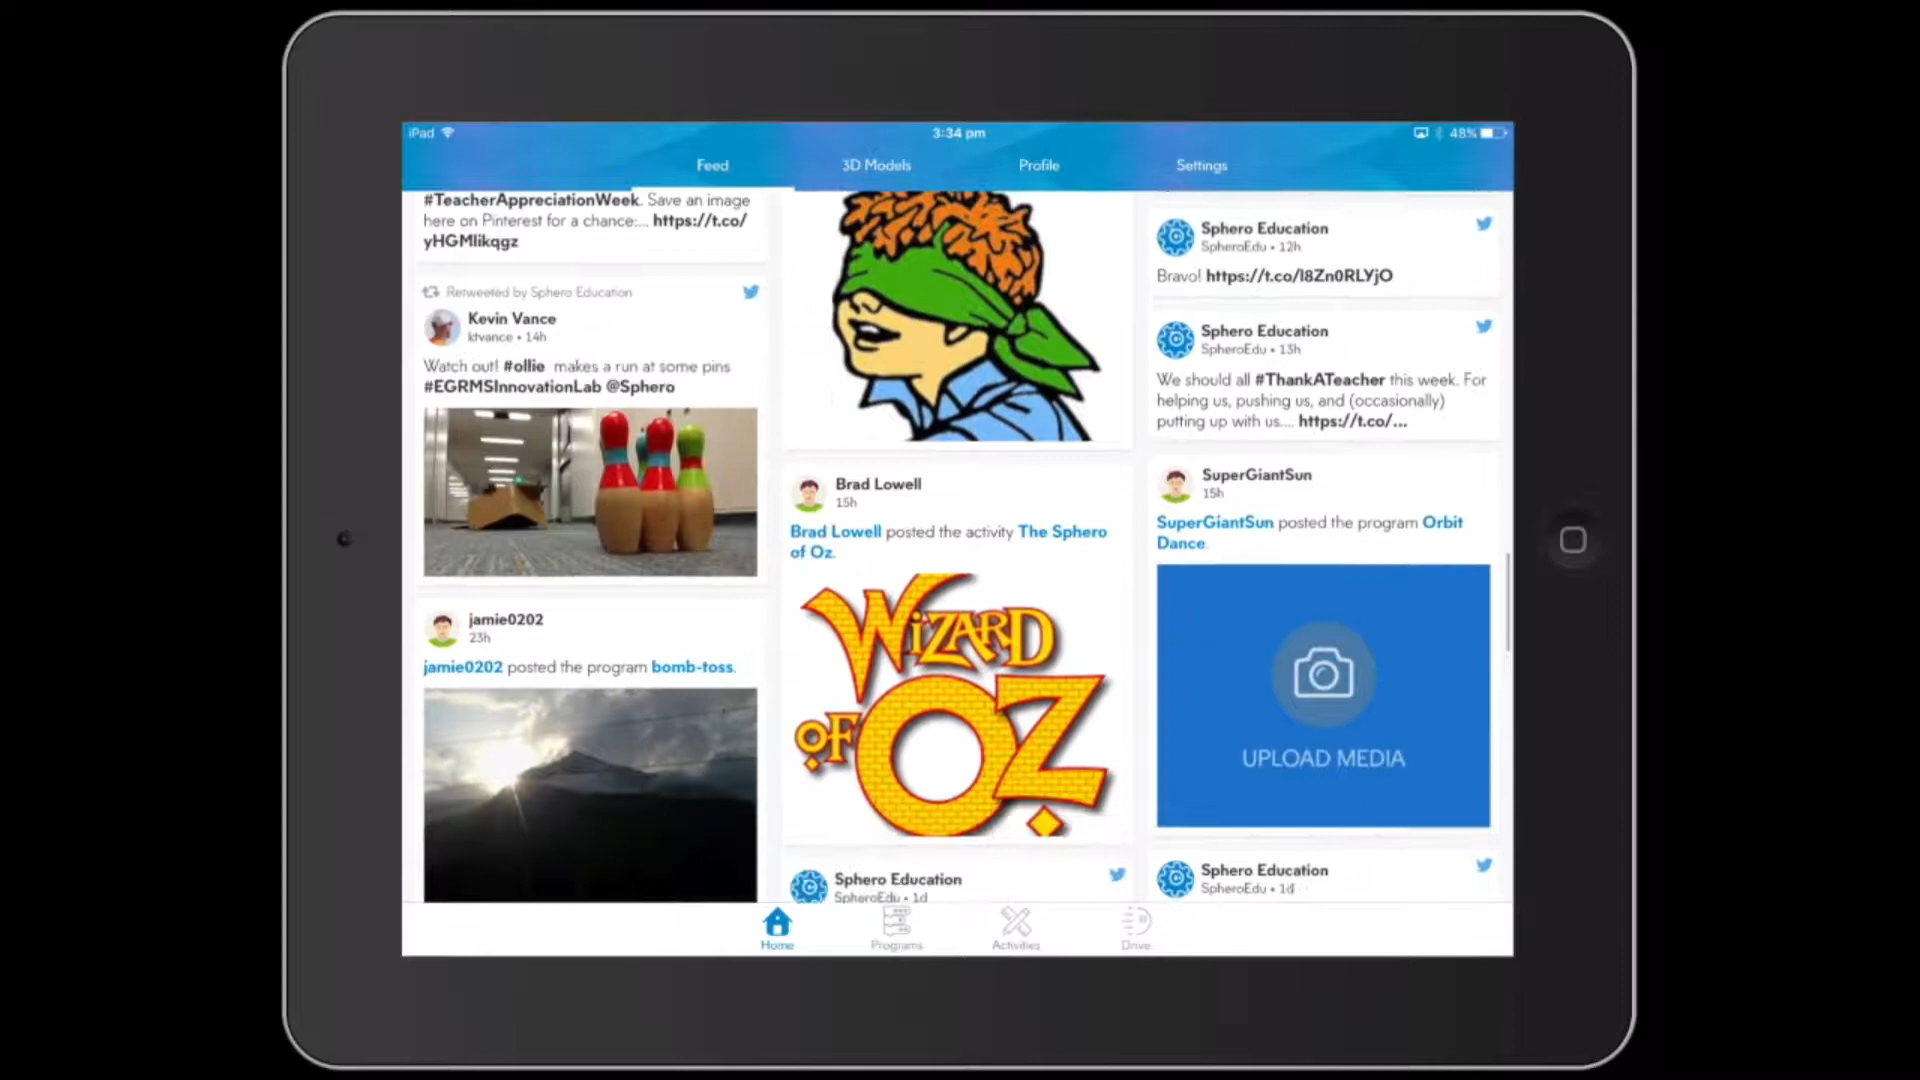 iPad
3:34 pm
48%
Feed
3D Models
Profile
Settings
#TeacherAppreciationWeek. Save an image
here on Pinterest for a chance:... https://t.co/
yHGMlikqgz
Retweeted by Sphero Education
Kevin Vance
ktvance • 14h
Watch out! #ollie makes a run at some pins
#EGRMSInnovationLab @Sphero
jamie0202
23h
jamie0202 posted the program bomb-toss.
Brad Lowell
15h
Brad Lowell posted the activity The Sphero
of Oz.
WIZARD
OF OZ
Sphero Education
SpheroEdu • 1d
Sphero Education
SpheroEdu • 12h
Bravo! https://t.co/l8Zn0RLYjO
Sphero Education
SpheroEdu • 13h
We should all #ThankATeacher this week. For
helping us, pushing us, and (occasionally)
putting up with us.... https://t.co/...
SuperGiantSun
15h
SuperGiantSun posted the program Orbit
Dance.
UPLOAD MEDIA
Sphero Education
SpheroEdu • 1d
Home
Programs
Activities
Drive